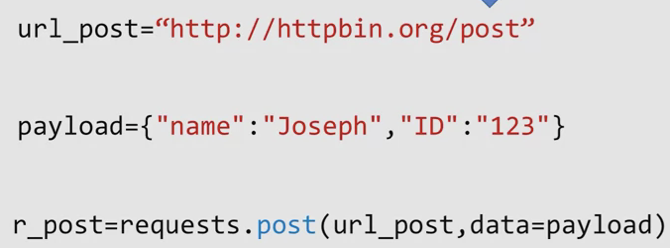 url_post=“http://httpbin.org/post”
payload={"name":"Joseph","ID":"123"}
r_post=requests.post(url_post,data=payload)